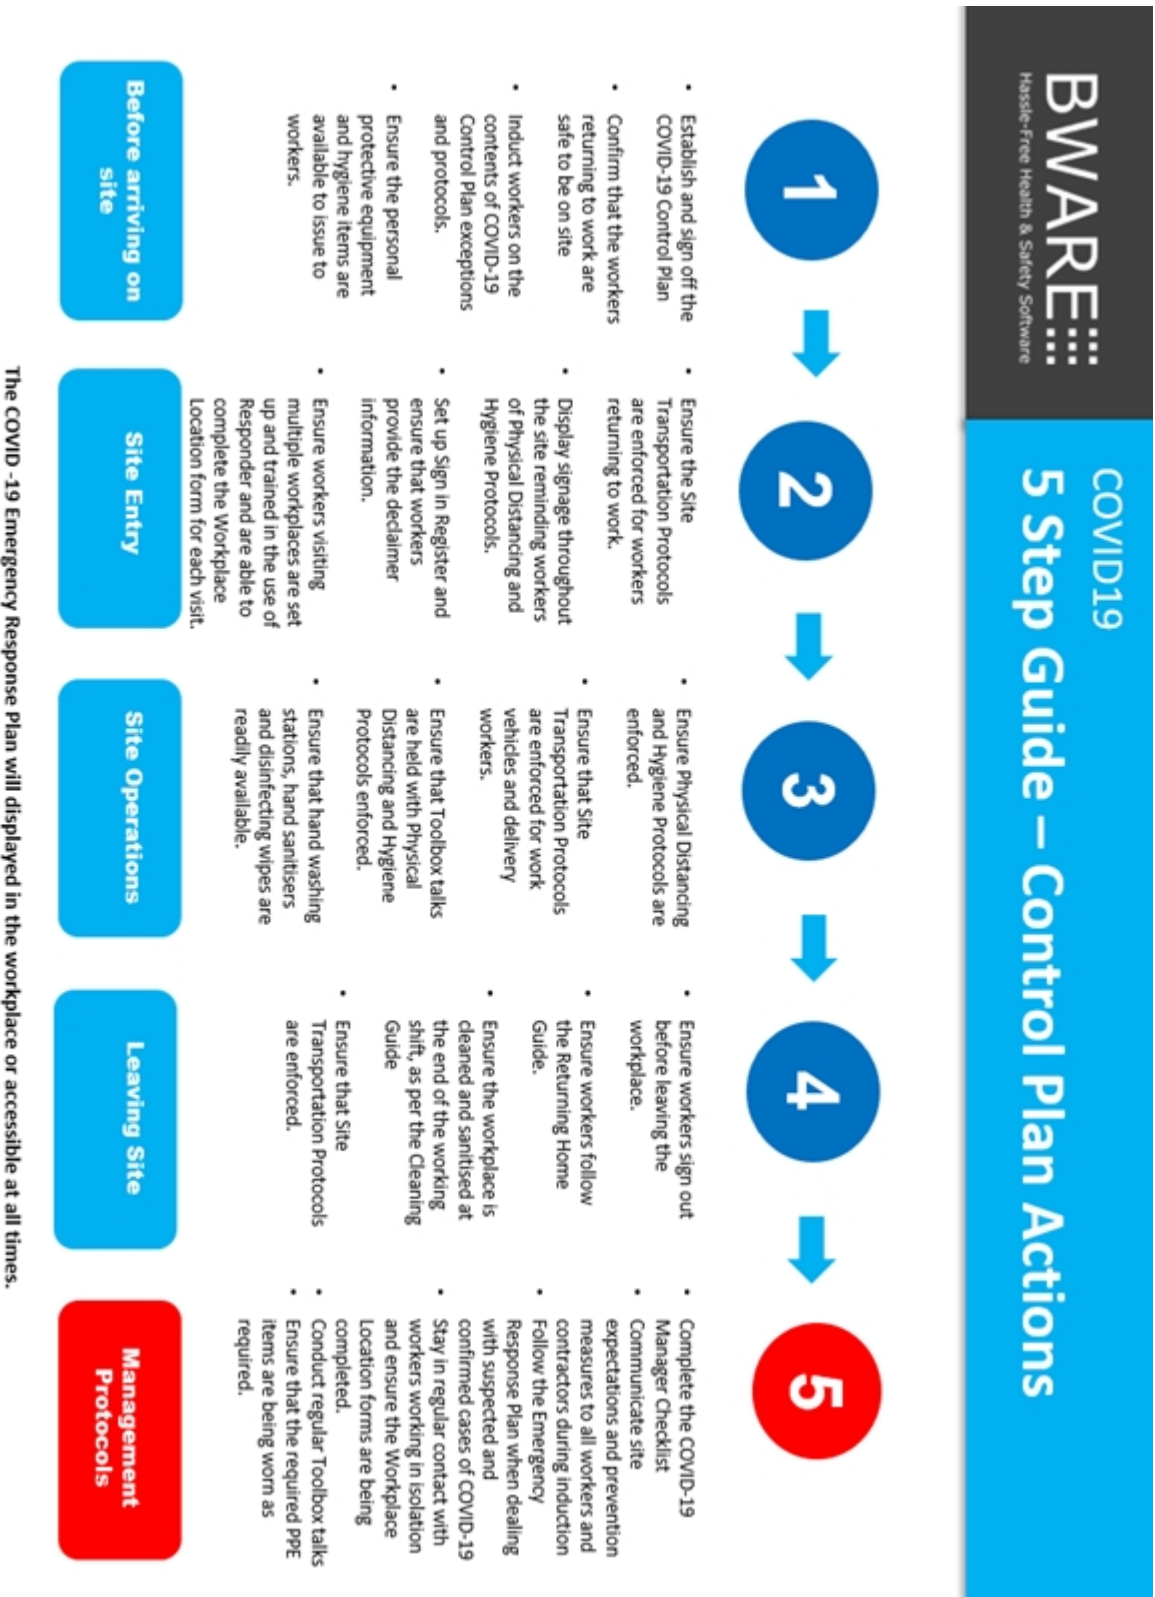 BWARE
Hassle-Free Health & Safety Software
COVID19
5 Step Guide – Control Plan Actions
1
• Establish and sign off the
COVID-19 Control Plan
• Confirm that the workers
returning to work are
safe to be on site
• Induct workers on the
contents of COVID-19
Control Plan exceptions
and protocols.
• Ensure the personal
protective equipment
and hygiene items are
available to issue to
workers.
Before arriving on
site
2
• Ensure the Site
Transportation Protocols
are enforced for workers
returning to work.
• Display signage throughout
the site reminding workers
of Physical Distancing and
Hygiene Protocols.
• Set up Sign in Register and
ensure that workers
provide the declaimer
information.
• Ensure workers visiting
multiple workplaces are set
up and trained in the use of
Responder and are able to
complete the Workplace
Location form for each visit.
Site Entry
3
• Ensure Physical Distancing
and Hygiene Protocols are
enforced.
• Ensure that Site
Transportation Protocols
are enforced for work
vehicles and delivery
workers.
• Ensure that Toolbox talks
are held with Physical
Distancing and Hygiene
Protocols enforced.
• Ensure that hand washing
stations, hand sanitisers
and disinfecting wipes are
readily available.
Site Operations
4
• Ensure workers sign out
before leaving the
workplace.
• Ensure workers follow
the Returning Home
Guide.
• Ensure the workplace is
cleaned and sanitised at
the end of the working
shift, as per the Cleaning
Guide
• Ensure that Site
Transportation Protocols
are enforced.
Leaving Site
5
• Complete the COVID-19
Manager Checklist
• Communicate site
expectations and prevention
measures to all workers and
contractors during induction
• Follow the Emergency
Response Plan when dealing
with suspected and
confirmed cases of COVID-19
• Stay in regular contact with
workers working in isolation
and ensure the Workplace
Location forms are being
completed.
• Conduct regular Toolbox talks
• Ensure that the required PPE
items are being worn as
required.
Management
Protocols
The COVID -19 Emergency Response Plan will displayed in the workplace or accessible at all times.